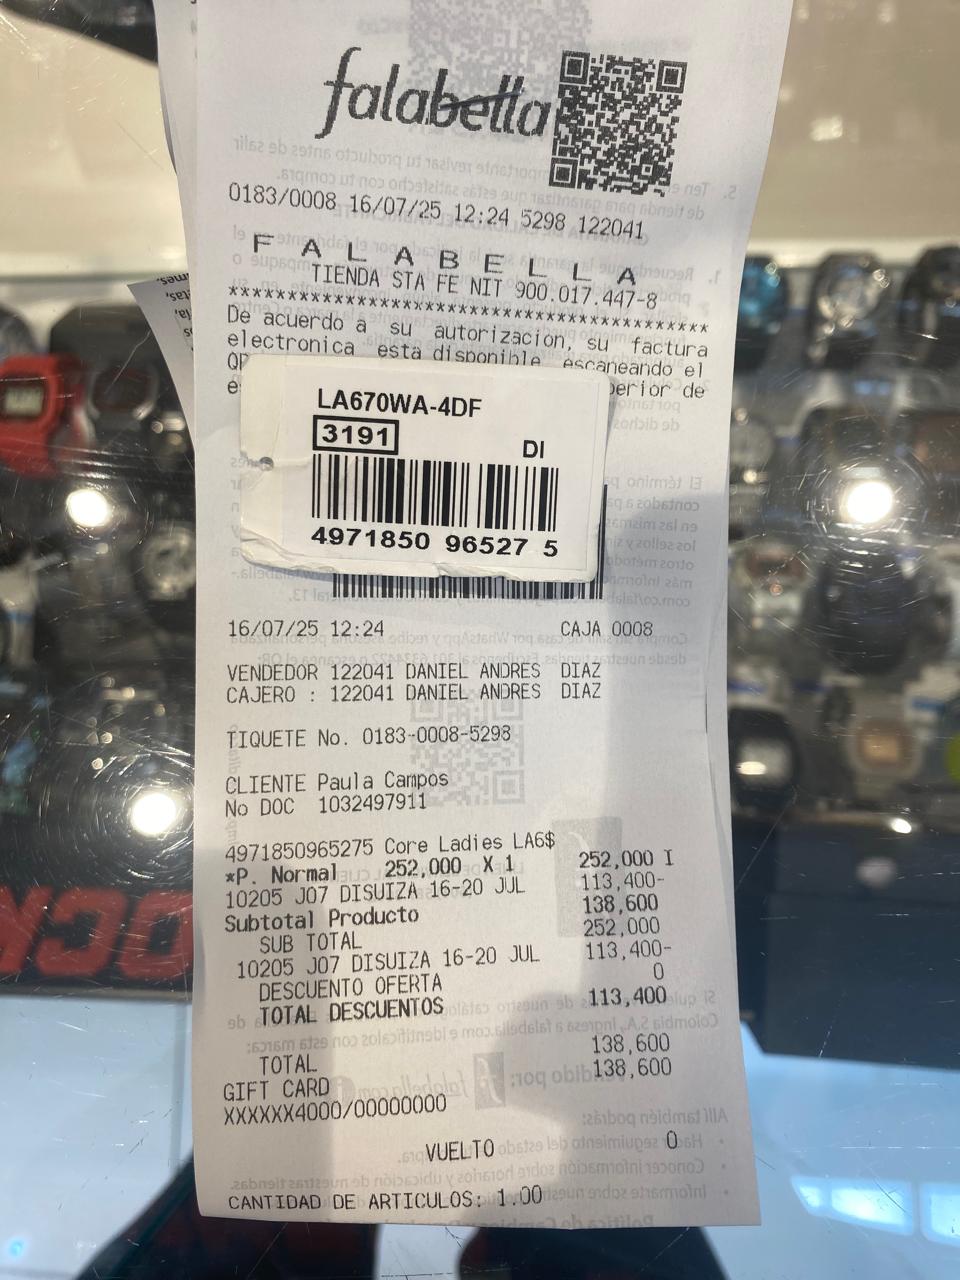 falabella
0183/0008 16/07/25 12:24 5298 122041
F A L A B E L L A
TIENDA STA FE NIT 900.017.447-8
******************************************
De acuerdo a su autorizacion, su factura
electronica esta disponible escaneando el
LA670WA-4DF
3191
DI
4971850 96527 5
16/07/25 12:24 CAJA 0008
VENDEDOR 122041 DANIEL ANDRES DIAZ
CAJERO : 122041 DANIEL ANDRES DIAZ
TIQUETE No. 0183-0008-5298
CLIENTE Paula Campos
No DOC 1032497911
4971850965275 Core Ladies LA6$
*P. Normal 252,000 X 1 252,000 I
10205 J07 DISUIZA 16-20 JUL 113,400-
Subtotal Producto 138,600
SUB TOTAL 252,000
10205 J07 DISUIZA 16-20 JUL 113,400-
DESCUENTO OFERTA 0
TOTAL DESCUENTOS 113,400
TOTAL 138,600
GIFT CARD 138,600
XXXXXX4000/00000000
VUELTO 0
CANTIDAD DE ARTICULOS: 1.00